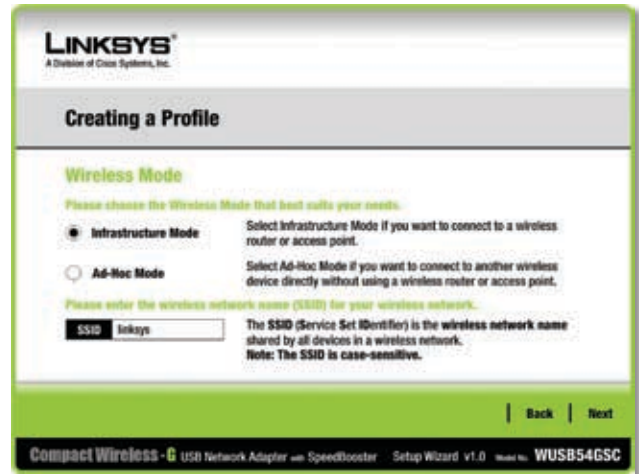 LINKSYS®
A Division of Cisco Systems, Inc.
Creating a Profile
Wireless Mode
Please choose the Wireless Mode that best suits your needs.
Infrastructure Mode
Select Infrastructure Mode if you want to connect to a wireless
router or access point.
Ad-Hoc Mode
Select Ad-Hoc Mode if you want to connect to another wireless
device directly without using a wireless router or access point.
Please enter the wireless network name (SSID) for your wireless network.
SSID linksys
The SSID (Service Set IDentifier) is the wireless network name
shared by all devices in a wireless network.
Note: The SSID is case-sensitive.
Back Next
Compact Wireless-G USB Network Adapter with SpeedBooster Setup Wizard v1.0 Model No. WUSB54GSC